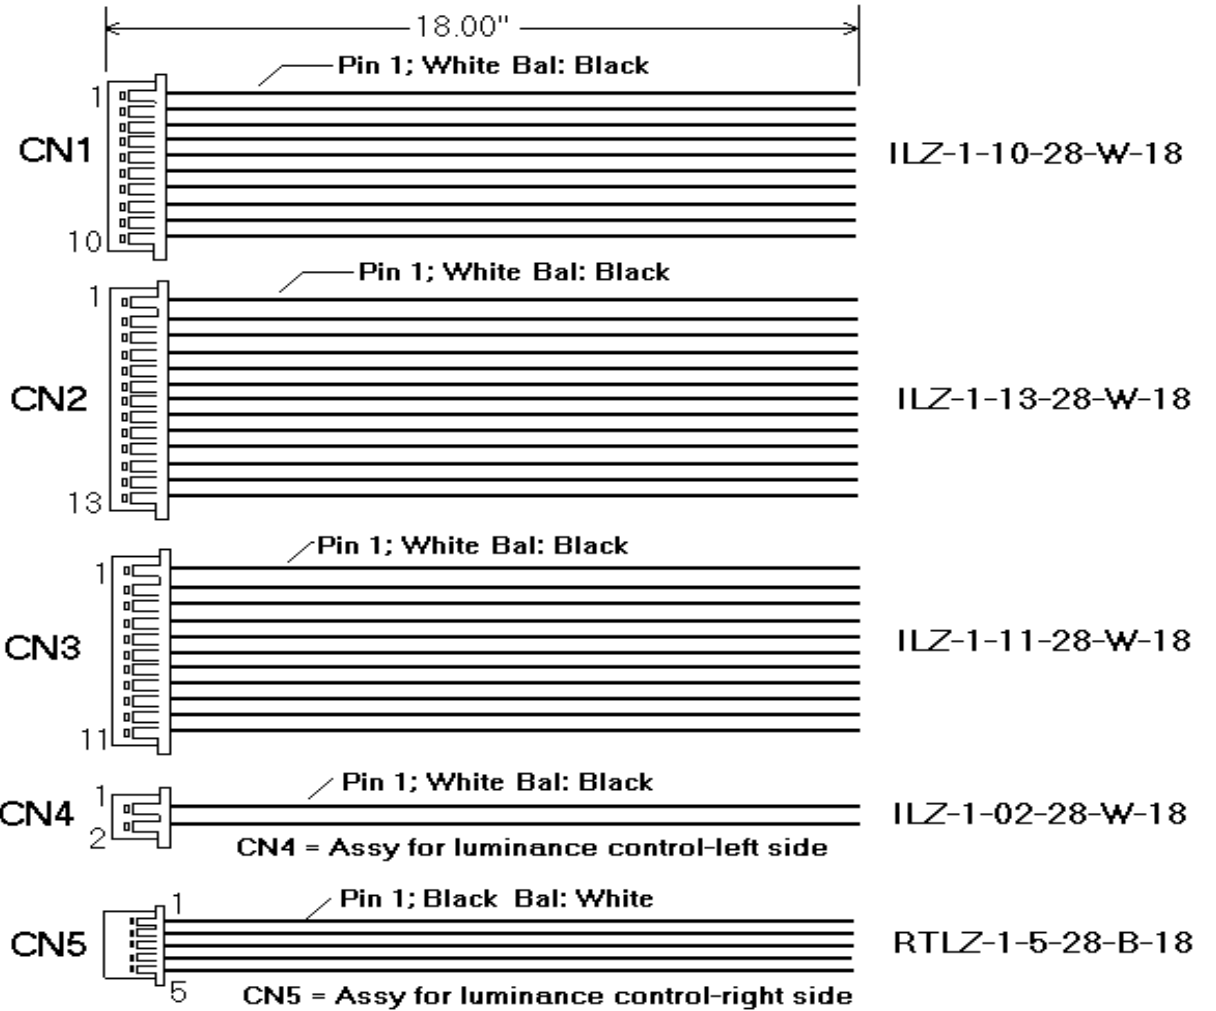 18.00"
Pin 1; White Bal: Black
1
CN1
ILZ-1-10-28-W-18
10
Pin 1; White Bal: Black
1
CN2
ILZ-1-13-28-W-18
13
Pin 1; White Bal: Black
1
CN3
ILZ-1-11-28-W-18
11
Pin 1; White Bal: Black
1
CN4
ILZ-1-02-28-W-18
2
CN4 = Assy for luminance control-left side
Pin 1; Black Bal: White
1
CN5
RTLZ-1-5-28-B-18
5
CN5 = Assy for luminance control-right side